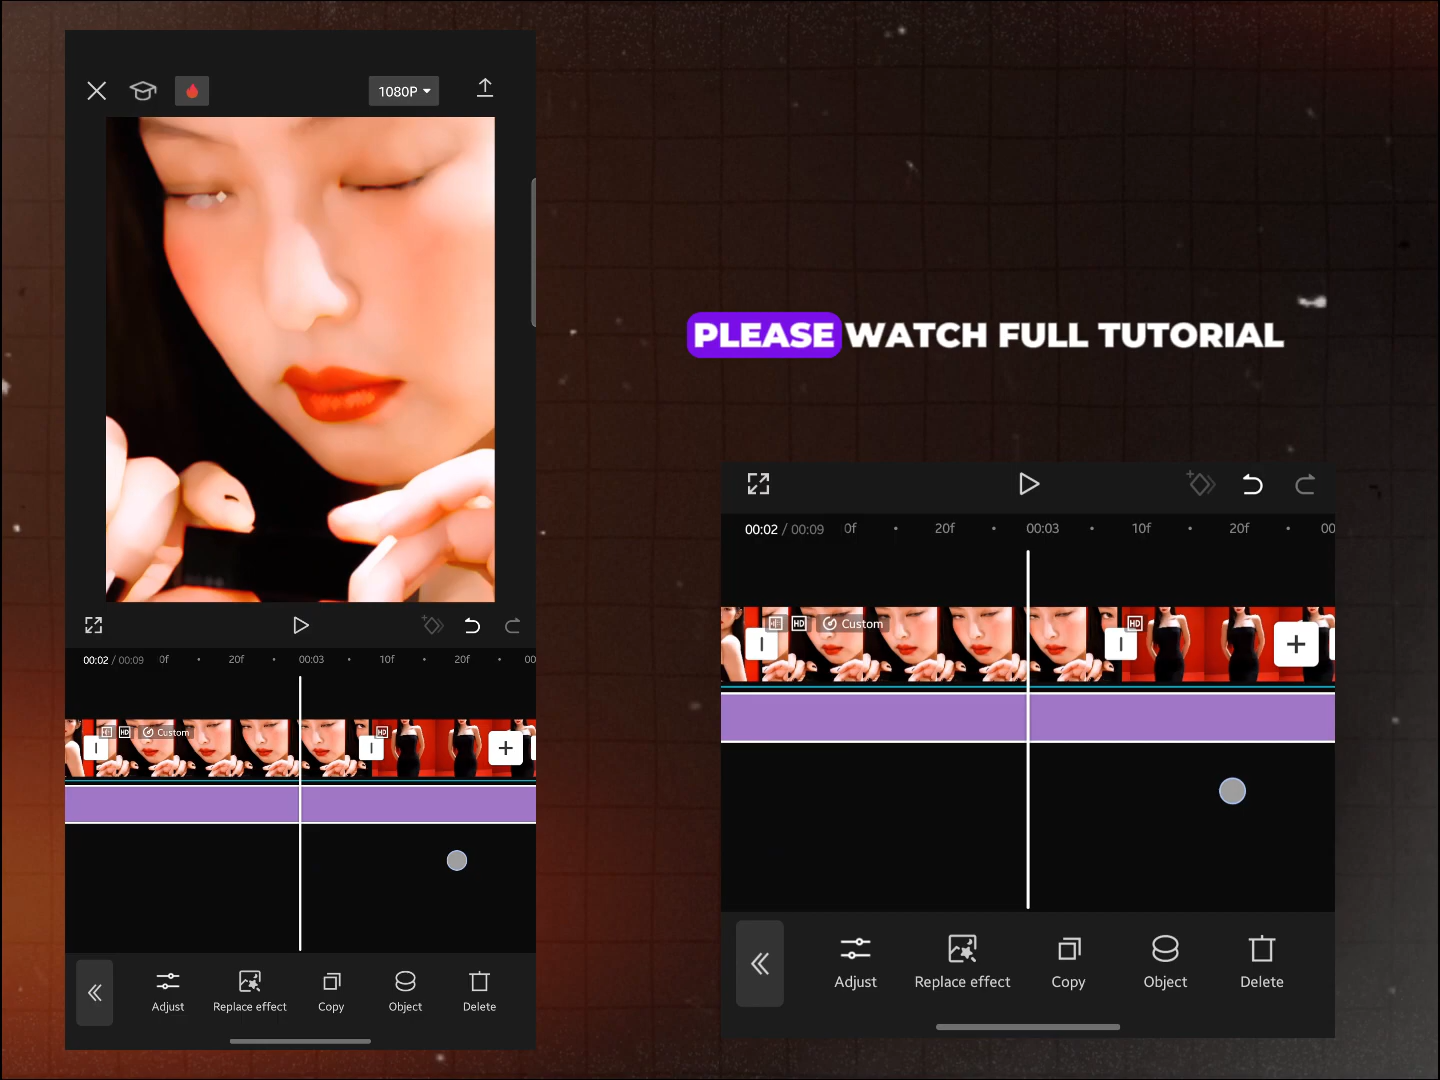 1080P
PLEASE WATCH FULL TUTORIAL
00:02 / 00:09 0f 20f 00:03 10f 20f 00
HD Custom HD
Adjust Replace effect Copy Object Delete
00:02 / 00:09 0f 20f 00:03 10f 20f 00
HD Custom HD
Adjust Replace effect Copy Object Delete